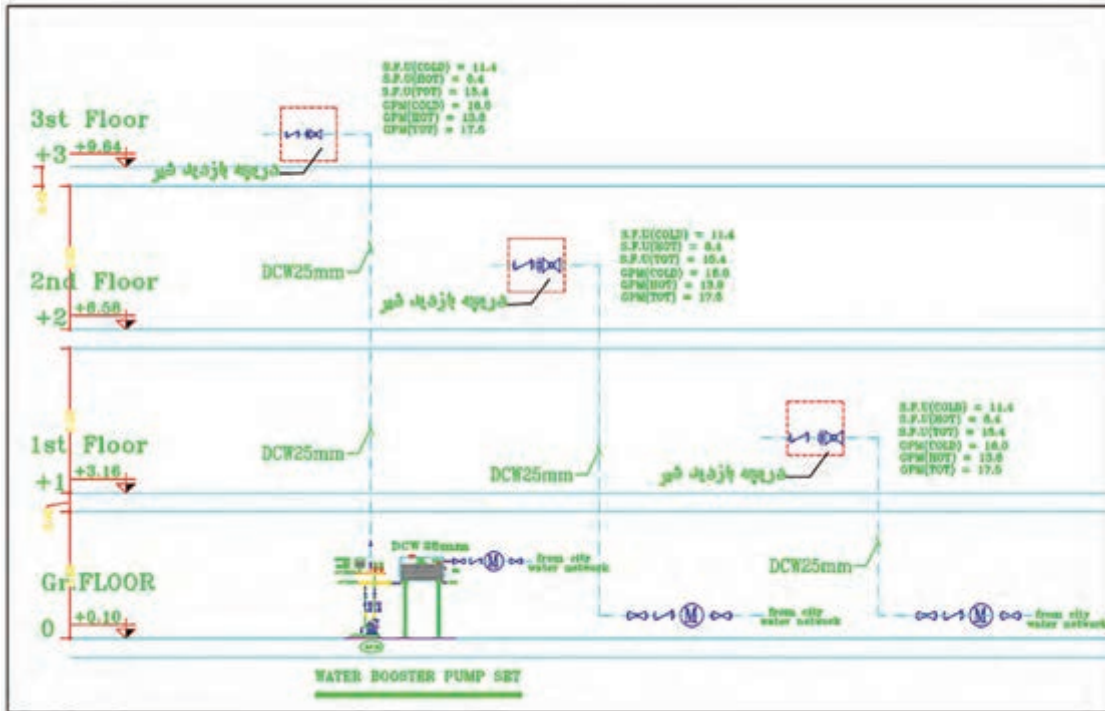 S.F.U(COLD) = 11.4
S.F.U(HOT) = 8.4
S.F.U(TOT) = 15.4
GPM(COLD) = 16.0
GPM(HOT) = 13.8
GPM(TOT) = 17.5
3st Floor
+9.64
+3
دریچه بازدید شیر
DCW25mm
S.F.U(COLD) = 11.4
S.F.U(HOT) = 8.4
S.F.U(TOT) = 15.4
GPM(COLD) = 16.0
GPM(HOT) = 13.8
GPM(TOT) = 17.5
2nd Floor
+6.58
+2
دریچه بازدید شیر
DCW25mm
S.F.U(COLD) = 11.4
S.F.U(HOT) = 8.4
S.F.U(TOT) = 15.4
GPM(COLD) = 16.0
GPM(HOT) = 13.8
GPM(TOT) = 17.5
1st Floor
+3.16
+1
DCW25mm
دریچه بازدید شیر
DCW25mm
Gr.FLOOR
+0.10
0
DCW 25mm
M
from city
water network
M
from city
water network
M
from city
water network
WATER BOOSTER PUMP SET